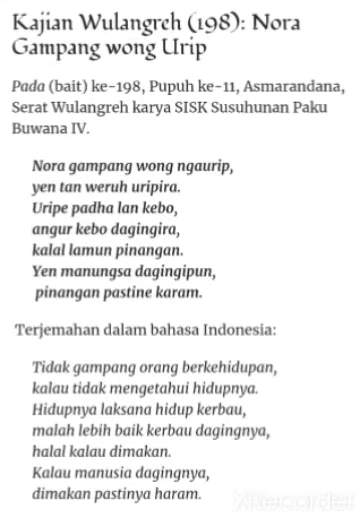 Kajian Wulangreh (198): Nora
Gampang wong Urip
Pada (bait) ke-198, Pupuh ke-11, Asmarandana,
Serat Wulangreh karya SISK Susuhunan Paku
Buwana IV.
Nora gampang wong ngaurip,
yen tan weruh uripira.
Uripe padha lan kebo,
angur kebo dagingira,
kalal lamun pinangan.
Yen manungsa dagingipun,
pinangan pastine karam.
Terjemahan dalam bahasa Indonesia:
Tidak gampang orang berkehidupan,
kalau tidak mengetahui hidupnya.
Hidupnya laksana hidup kerbau,
malah lebih baik kerbau dagingnya,
halal kalau dimakan.
Kalau manusia dagingnya,
dimakan pastinya haram.
XRecorder